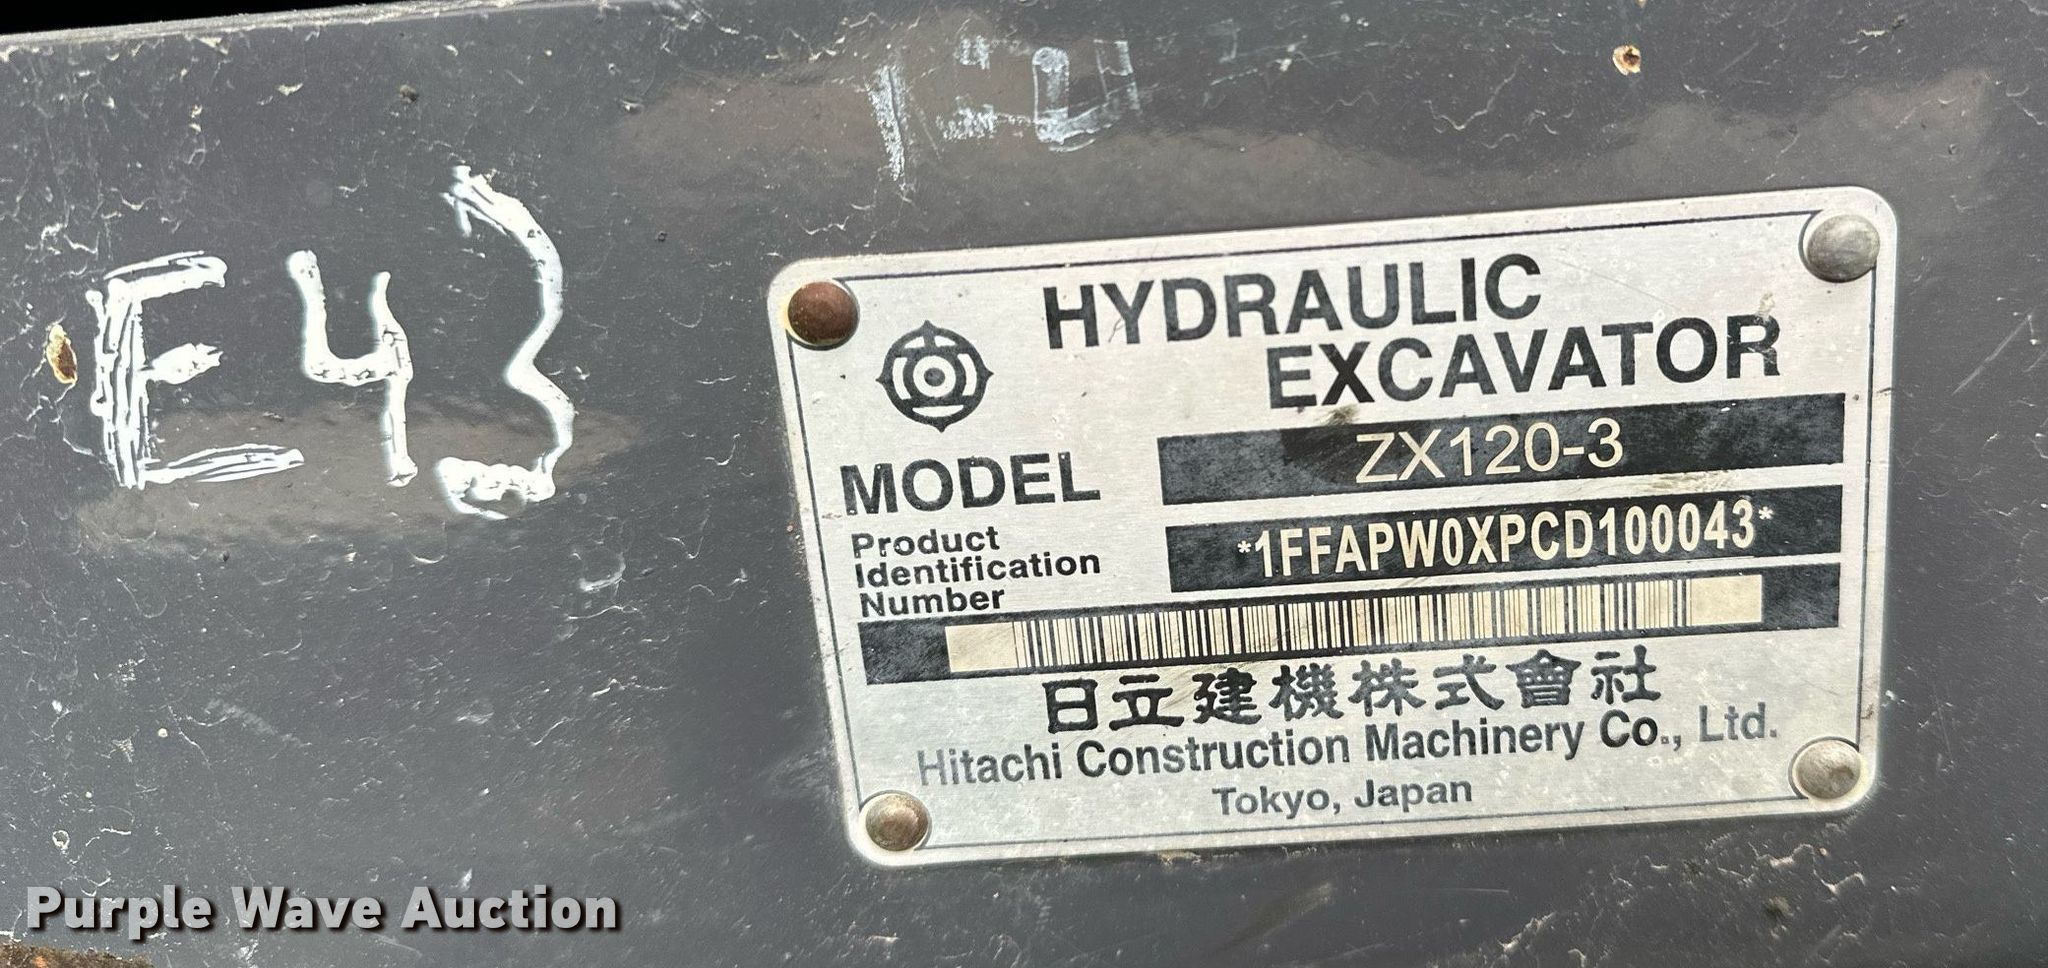 E43
HYDRAULIC
EXCAVATOR
MODEL ZX120-3
Product
Identification
Number
*1FFAPW0XPCD100043*
日立建機株式會社
Hitachi Construction Machinery Co., Ltd.
Tokyo, Japan
Purple Wave Auction